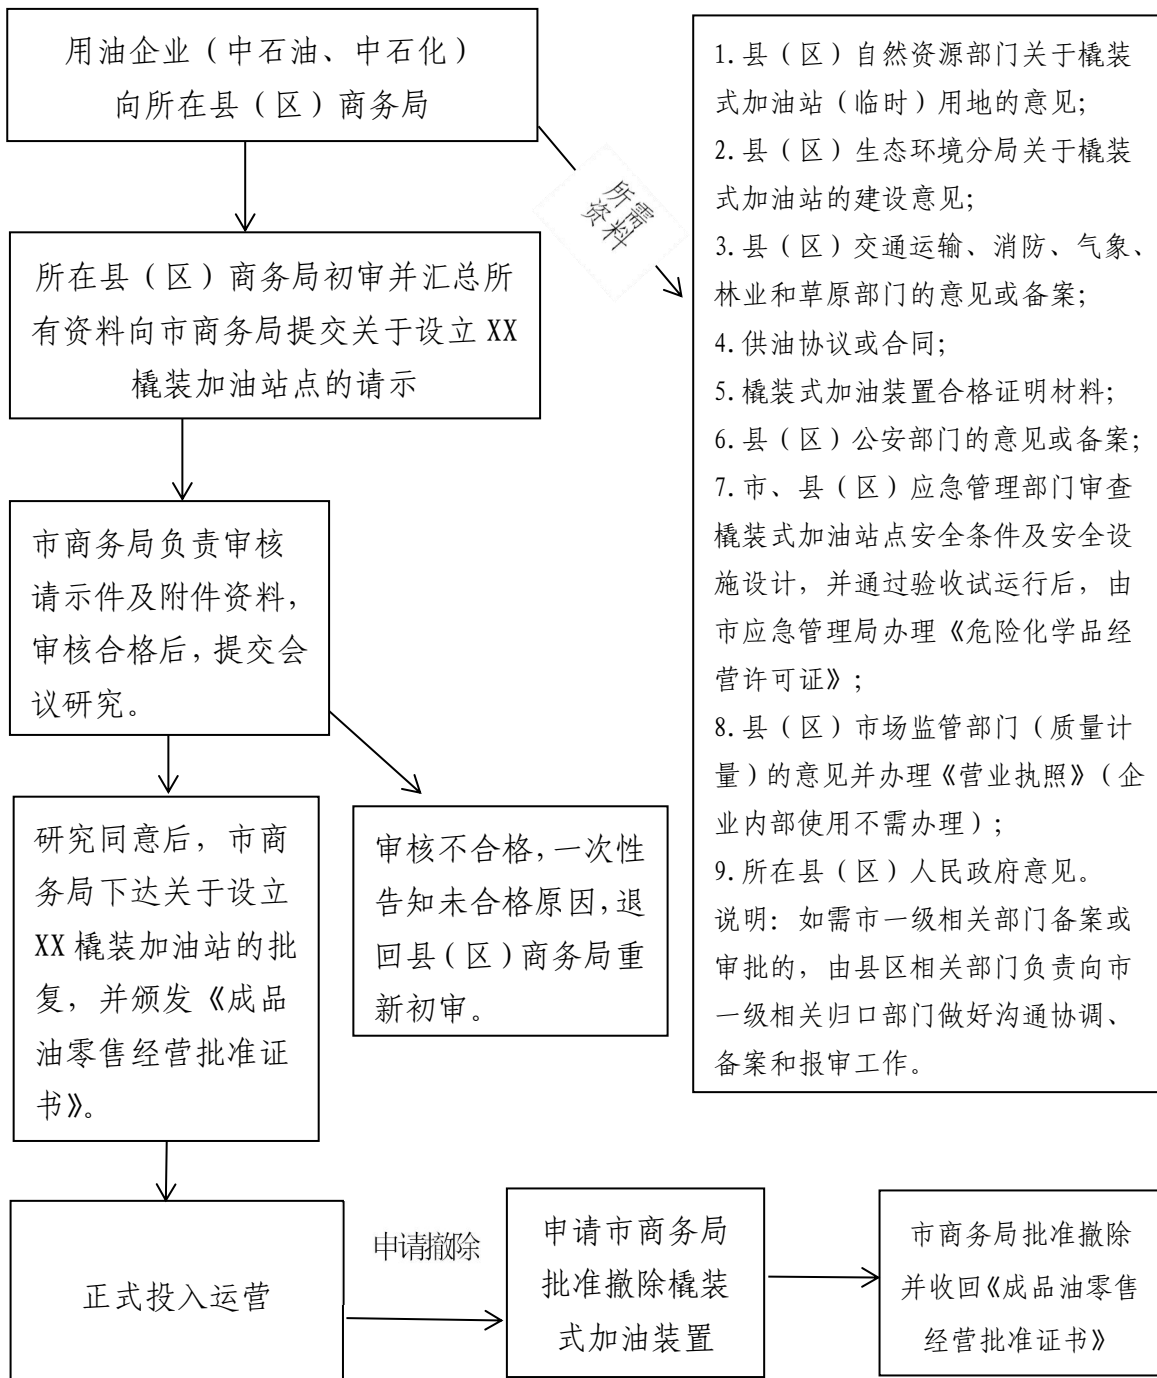 用油企业（中石油、中石化）
向所在县（区）商务局
所需
资料
1.县（区）自然资源部门关于橇装
式加油站（临时）用地的意见；
2.县（区）生态环境分局关于橇装
式加油站的建设意见；
3.县（区）交通运输、消防、气象、
林业和草原部门的意见或备案；
4.供油协议或合同；
5.橇装式加油装置合格证明材料；
6.县（区）公安部门的意见或备案；
7.市、县（区）应急管理部门审查
橇装式加油站点安全条件及安全设
施设计，并通过验收试运行后，由
市应急管理局办理《危险化学品经
营许可证》；
8.县（区）市场监管部门（质量计
量）的意见并办理《营业执照》（企
业内部使用不需办理）；
9.所在县（区）人民政府意见。
说明：如需市一级相关部门备案或
审批的，由县区相关部门负责向市
一级相关归口部门做好沟通协调、
备案和报审工作。
所在县（区）商务局初审并汇总所
有资料向市商务局提交关于设立 XX
橇装加油站点的请示
市商务局负责审核
请示件及附件资料，
审核合格后，提交会
议研究。
研究同意后，市商
务局下达关于设立
XX 橇装加油站的批
复，并颁发《成品
油零售经营批准证
书》。
审核不合格，一次性
告知未合格原因，退
回县（区）商务局重
新初审。
正式投入运营
申请撤除
申请市商务局
批准撤除橇装
式加油装置
市商务局批准撤除
并收回《成品油零售
经营批准证书》